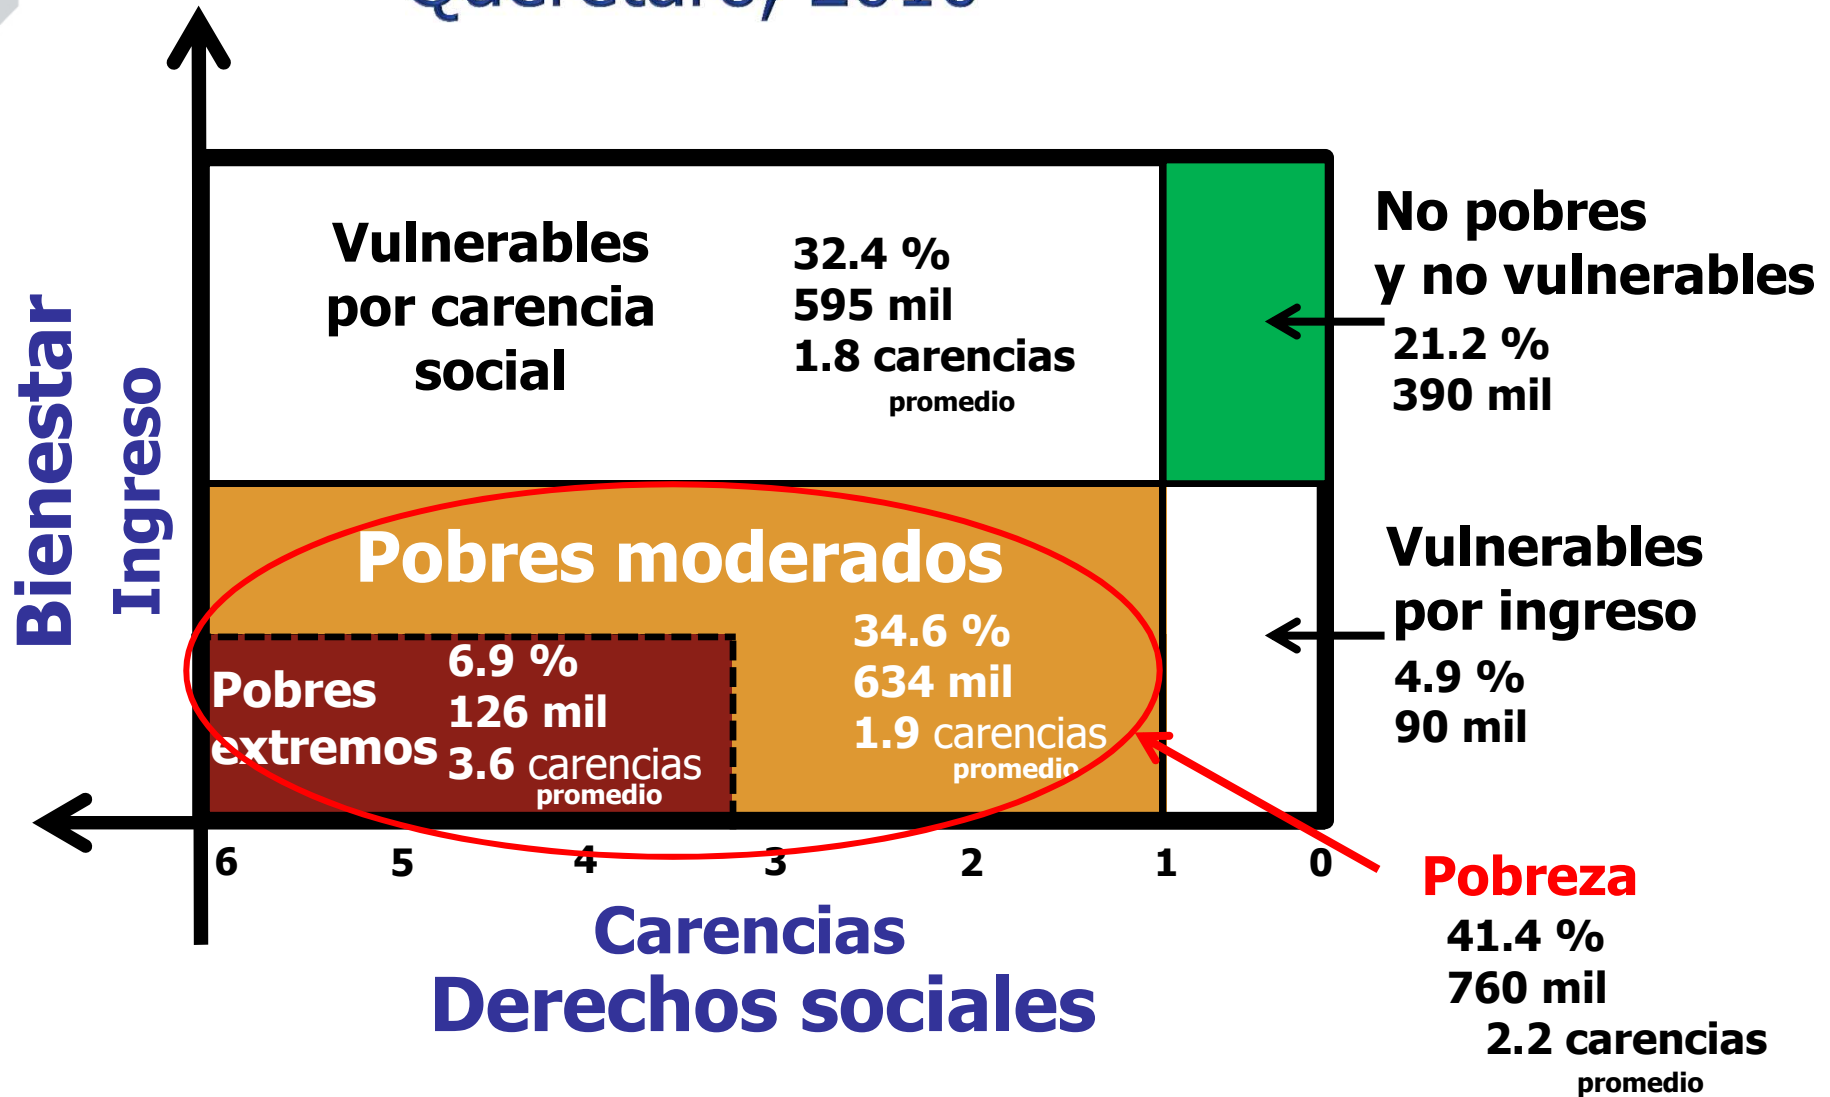 Querétaro, 2010
Bienestar
Ingreso
Vulnerables
por carencia
social
32.4 %
595 mil
1.8 carencias
promedio
No pobres
y no vulnerables
21.2 %
390 mil
Pobres moderados
34.6 %
634 mil
1.9 carencias
promedio
Pobres
extremos
6.9 %
126 mil
3.6 carencias
promedio
Vulnerables
por ingreso
4.9 %
90 mil
6 5 4 3 2 1 0
Carencias
Derechos sociales
Pobreza
41.4 %
760 mil
2.2 carencias
promedio